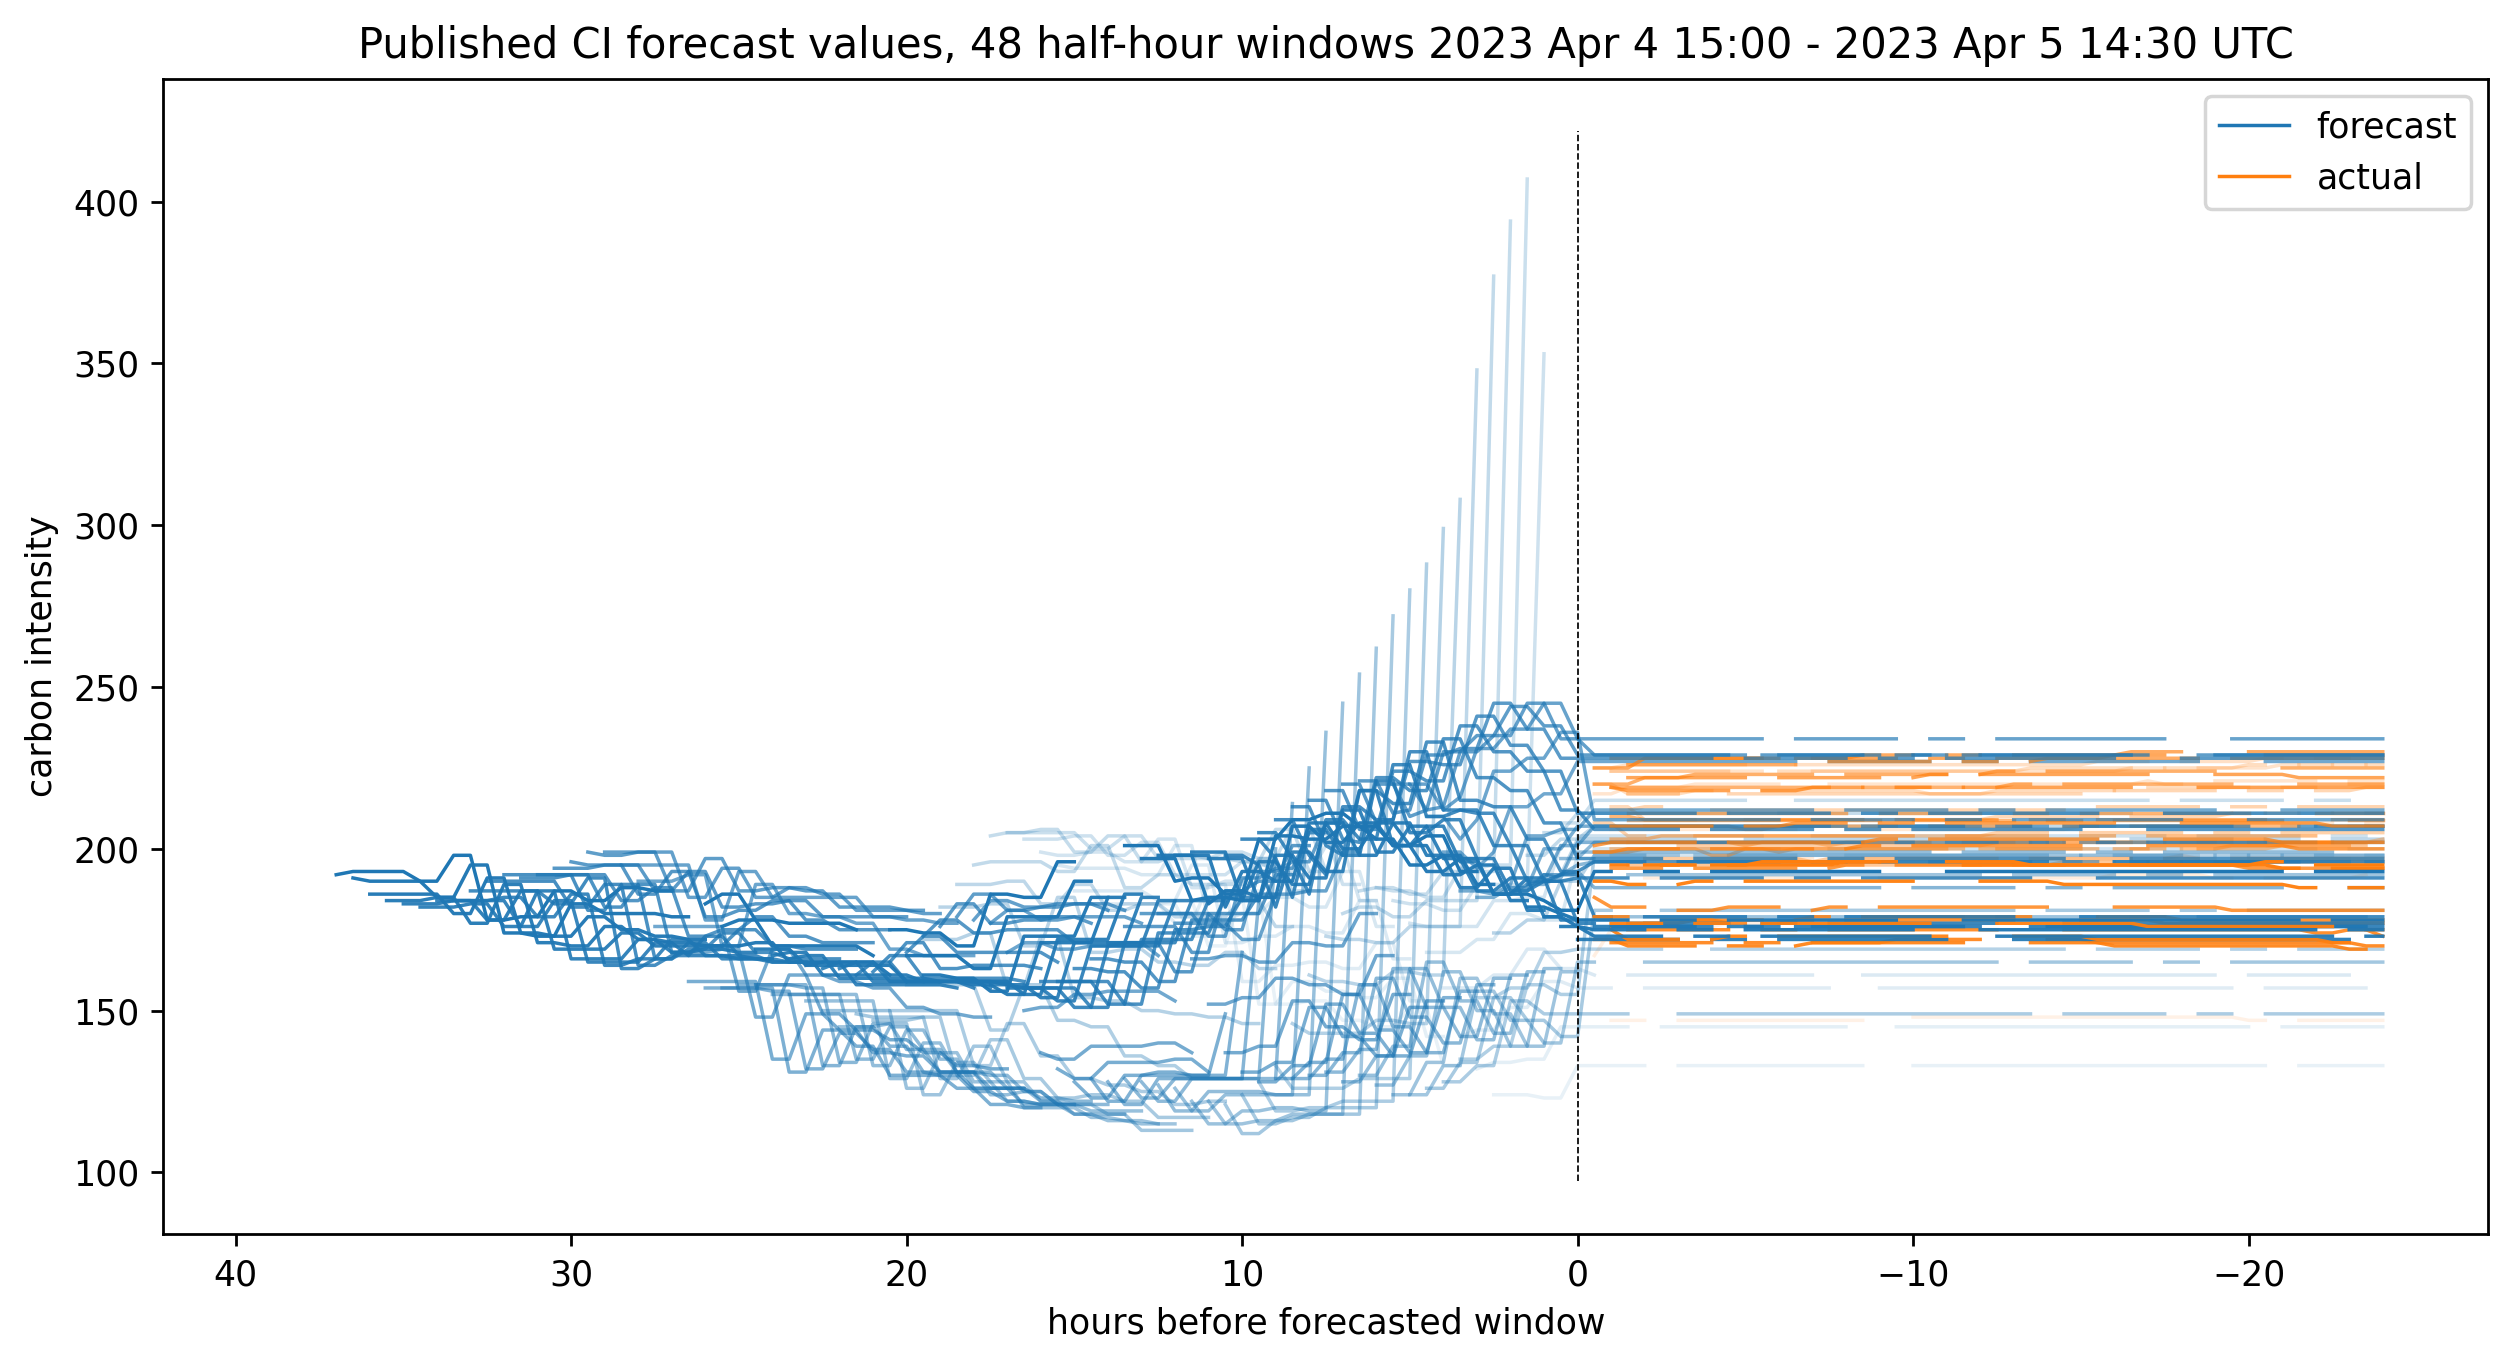 Published CI forecast values, 48 half-hour windows 2023 Apr 4 15:00 - 2023 Apr 5 14:30 UTC
forecast
actual
400
350
300
250
200
150
100
carbon intensity
40 30 20 10 0 −10 −20
hours before forecasted window